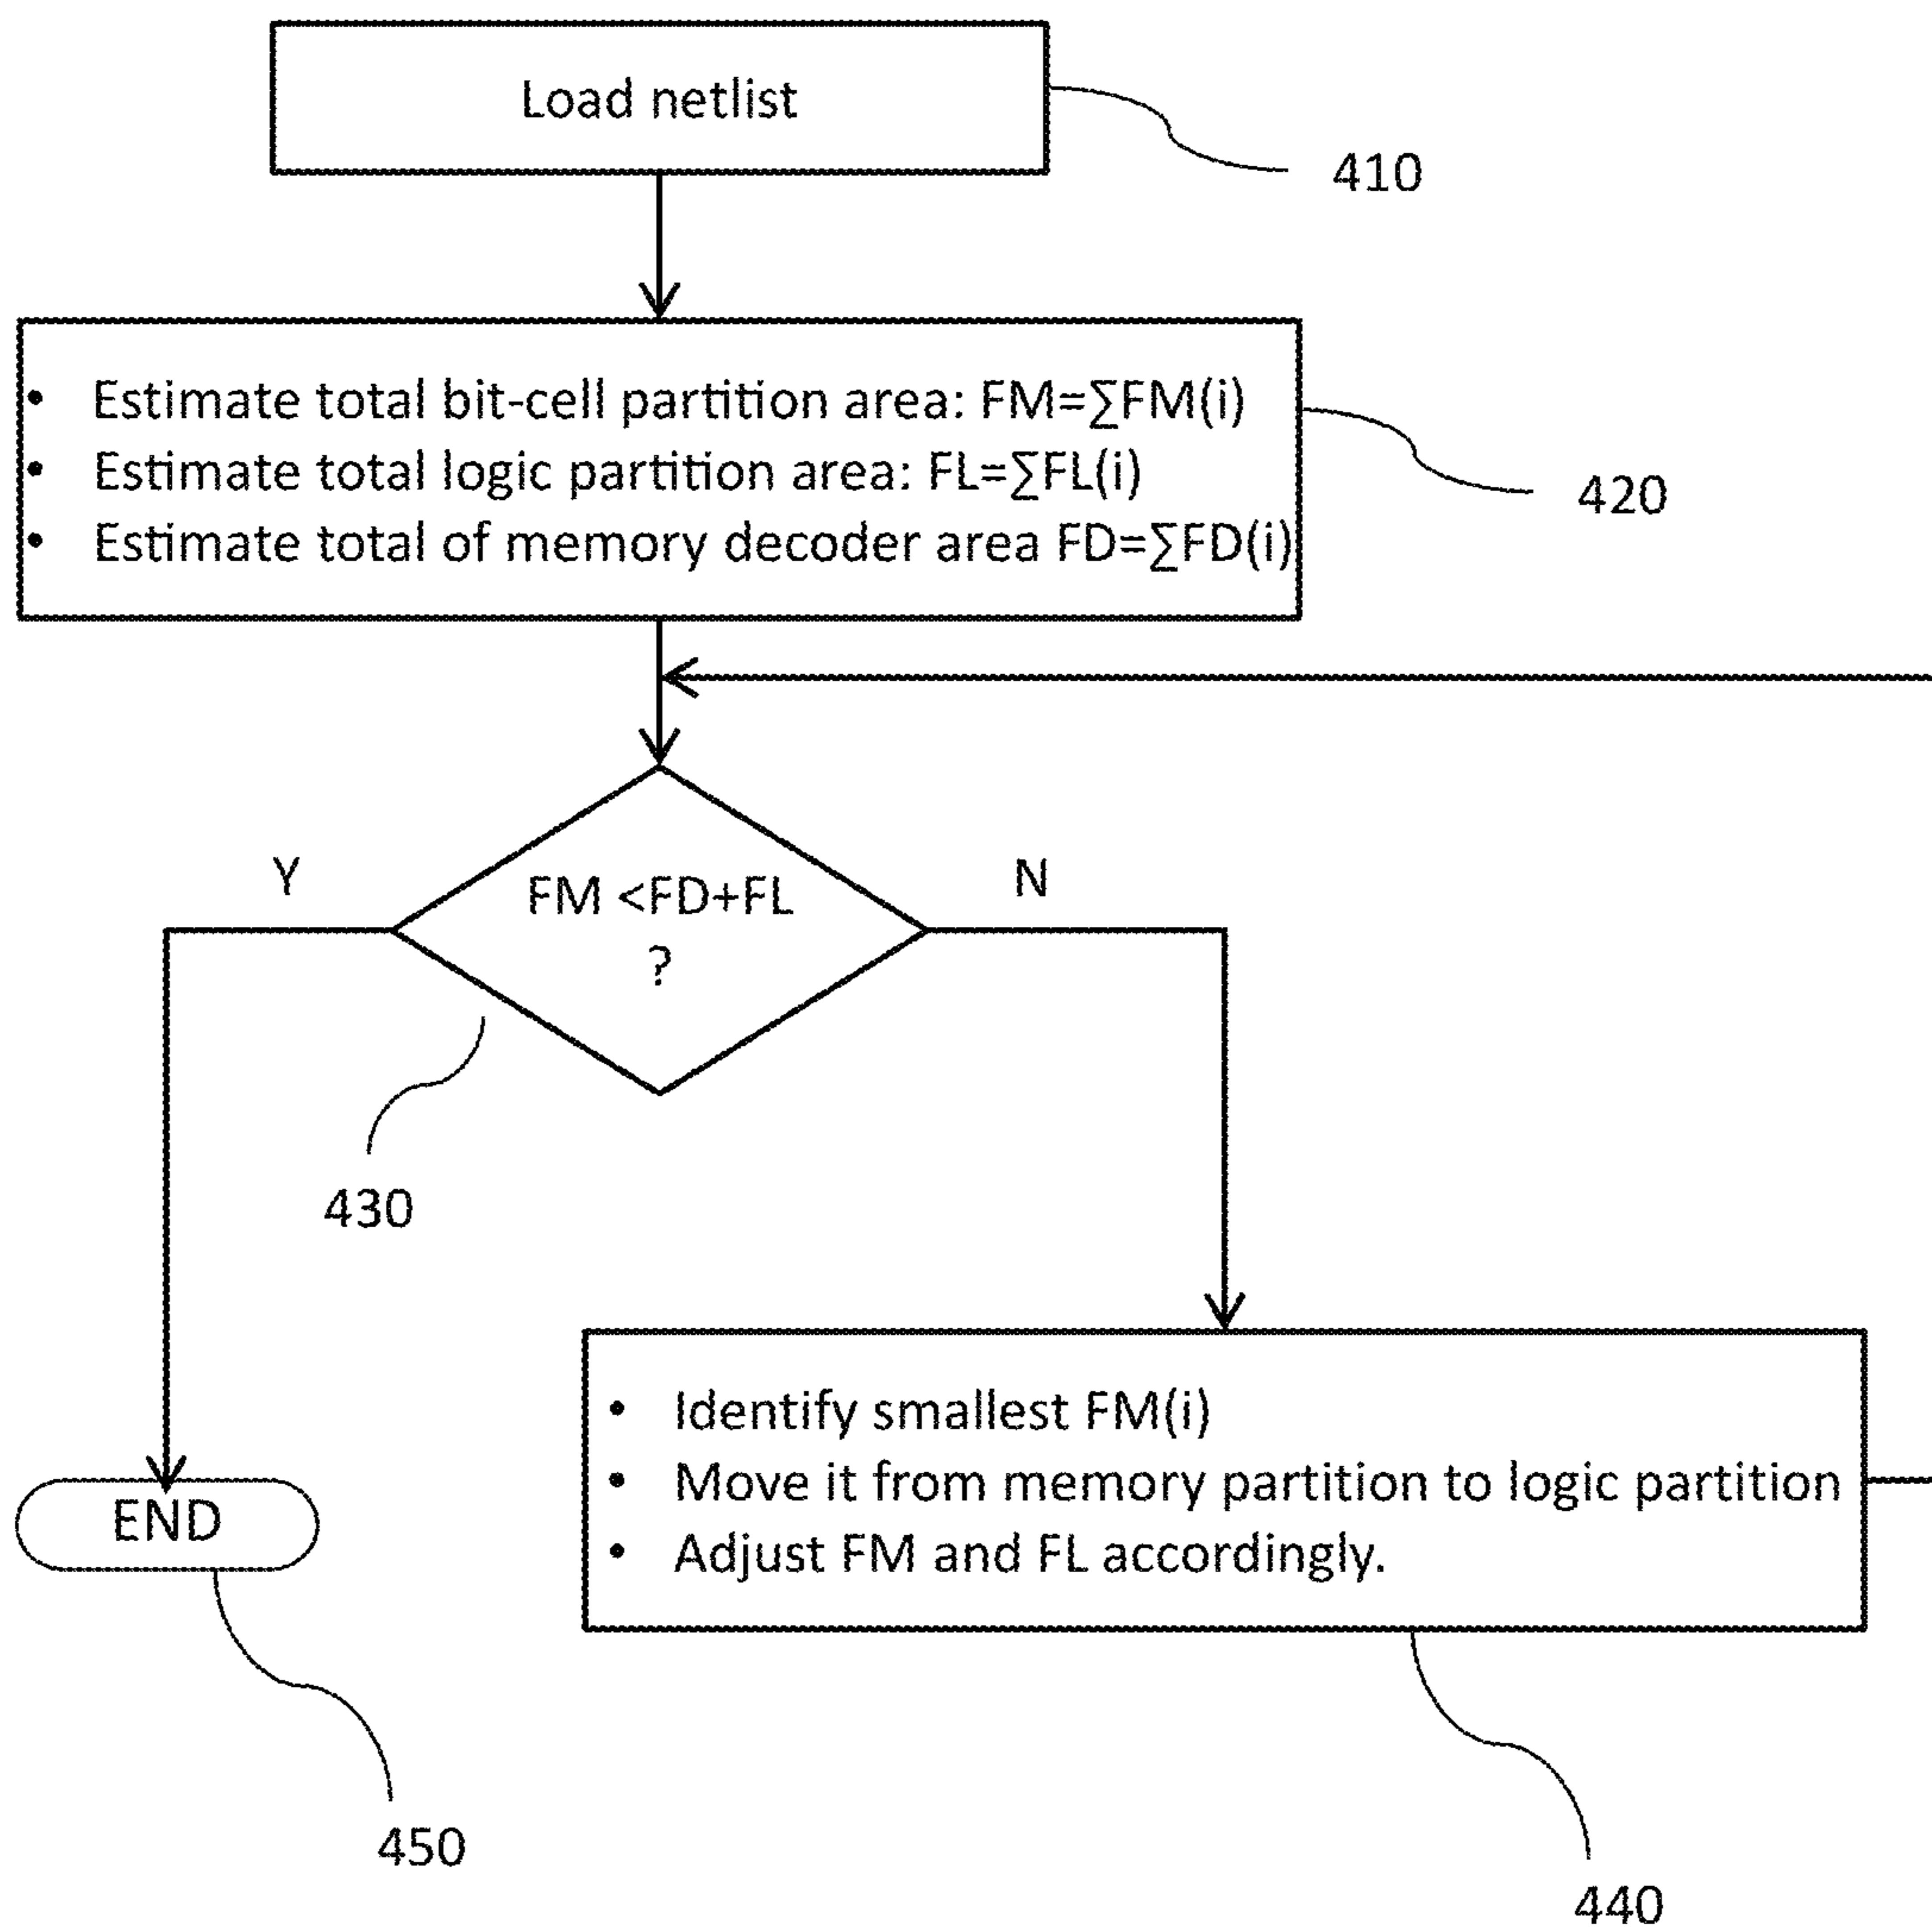 Load netlist
410
• Estimate total bit-cell partition area: FM=∑FM(i)
• Estimate total logic partition area: FL=∑FL(i)
• Estimate total of memory decoder area FD=∑FD(i)
420
Y
FM <FD+FL
?
N
430
• Identify smallest FM(i)
• Move it from memory partition to logic partition
• Adjust FM and FL accordingly.
END
450
440